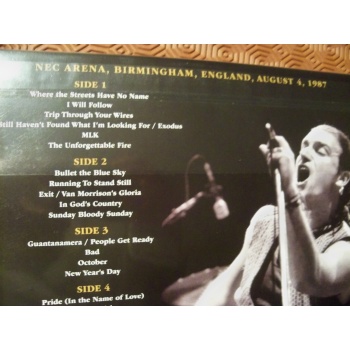 NEC ARENA, BIRMINGHAM, ENGLAND, AUGUST 4, 1987
SIDE 1
Where the Streets Have No Name
I Will Follow
Trip Through Your Wires
Still Haven't Found What I'm Looking For / Exodus
MLK
The Unforgettable Fire
SIDE 2
Bullet the Blue Sky
Running To Stand Still
Exit / Van Morrison's Gloria
In God's Country
Sunday Bloody Sunday
SIDE 3
Guantanamera / People Get Ready
Bad
October
New Year's Day
SIDE 4
Pride (In the Name of Love)